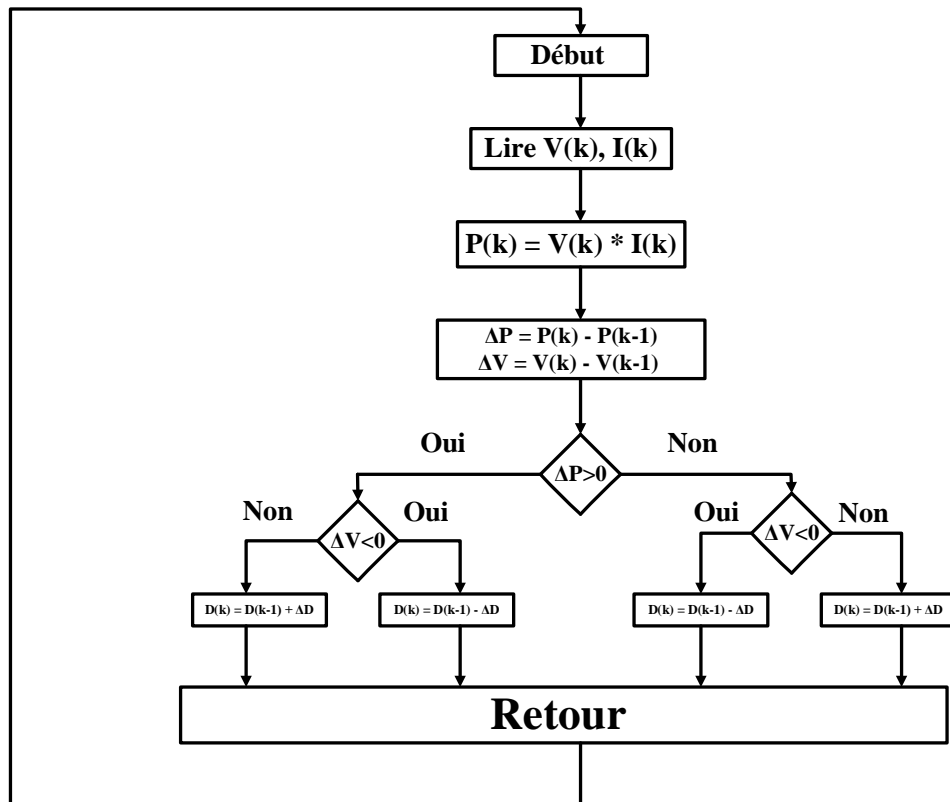 Début
Lire V(k), I(k)
P(k) = V(k) * I(k)
ΔP = P(k) - P(k-1)
ΔV = V(k) - V(k-1)
Oui
Non
ΔP>0
Non
Oui
ΔV<0
Oui
Non
ΔV<0
D(k) = D(k-1) + ΔD
D(k) = D(k-1) - ΔD
D(k) = D(k-1) - ΔD
D(k) = D(k-1) + ΔD
Retour